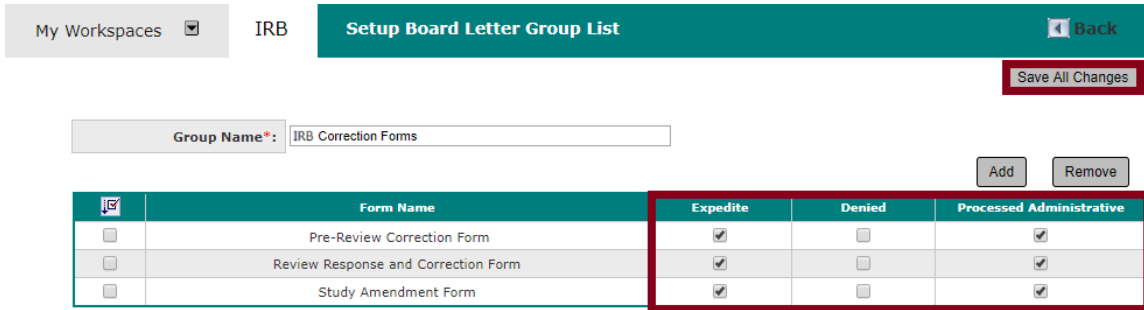 My Workspaces IRB Setup Board Letter Group List Back
Save All Changes
Group Name*: IRB Correction Forms
Add Remove
Form Name Expedite Denied Processed Administrative
Pre-Review Correction Form
Review Response and Correction Form
Study Amendment Form